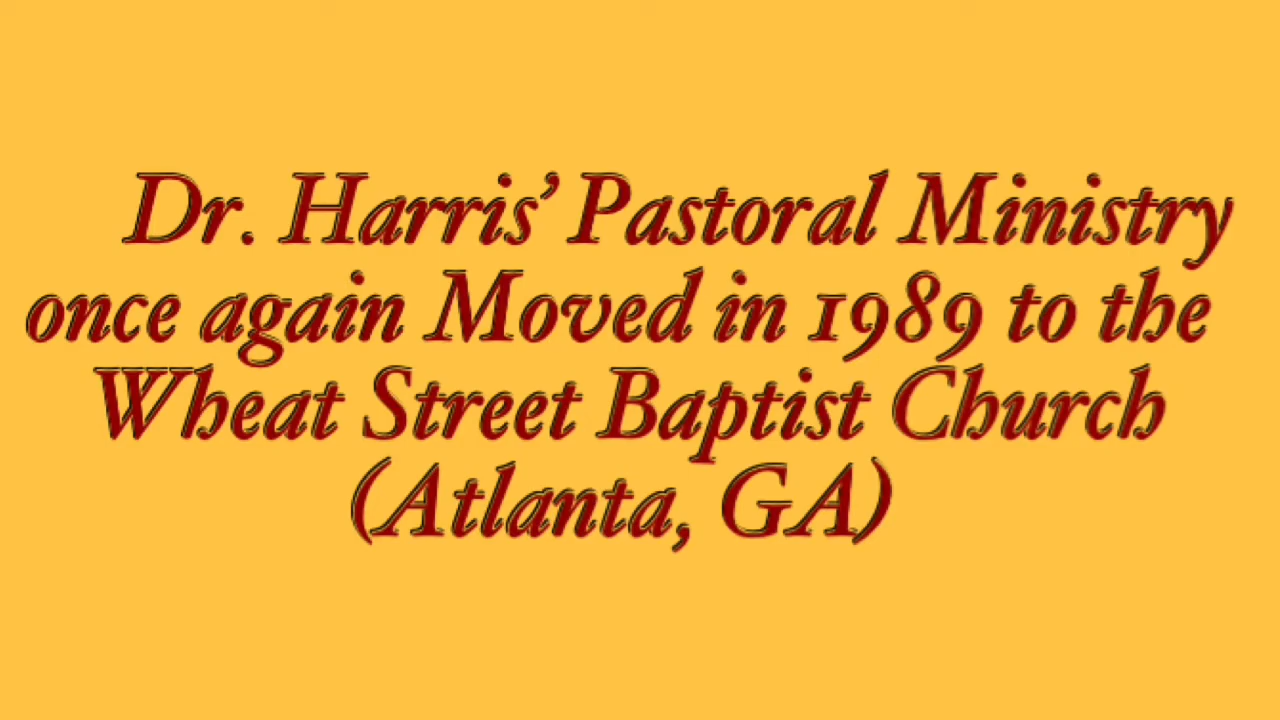 Dr. Harris’ Pastoral Ministry
once again Moved in 1989 to the
Wheat Street Baptist Church
(Atlanta, GA)